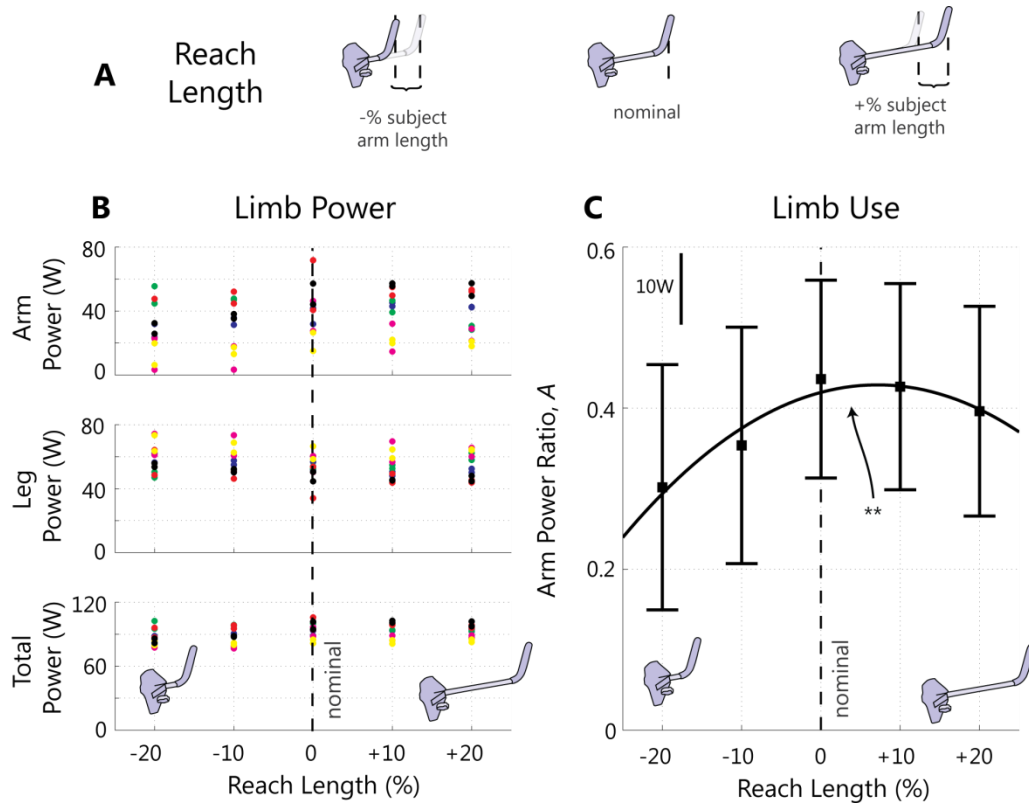 A
Reach
Length
-% subject
arm length
nominal
+% subject
arm length
B
Limb Power
Arm
Power (W)
80
40
0
Leg
Power (W)
80
40
0
Total
Power (W)
120
60
0
nominal
-20
-10
0
+10
+20
Reach Length (%)
C
Limb Use
Arm Power Ratio, A
0.6
0.4
0.2
0
10W
**
nominal
-20
-10
0
+10
+20
Reach Length (%)